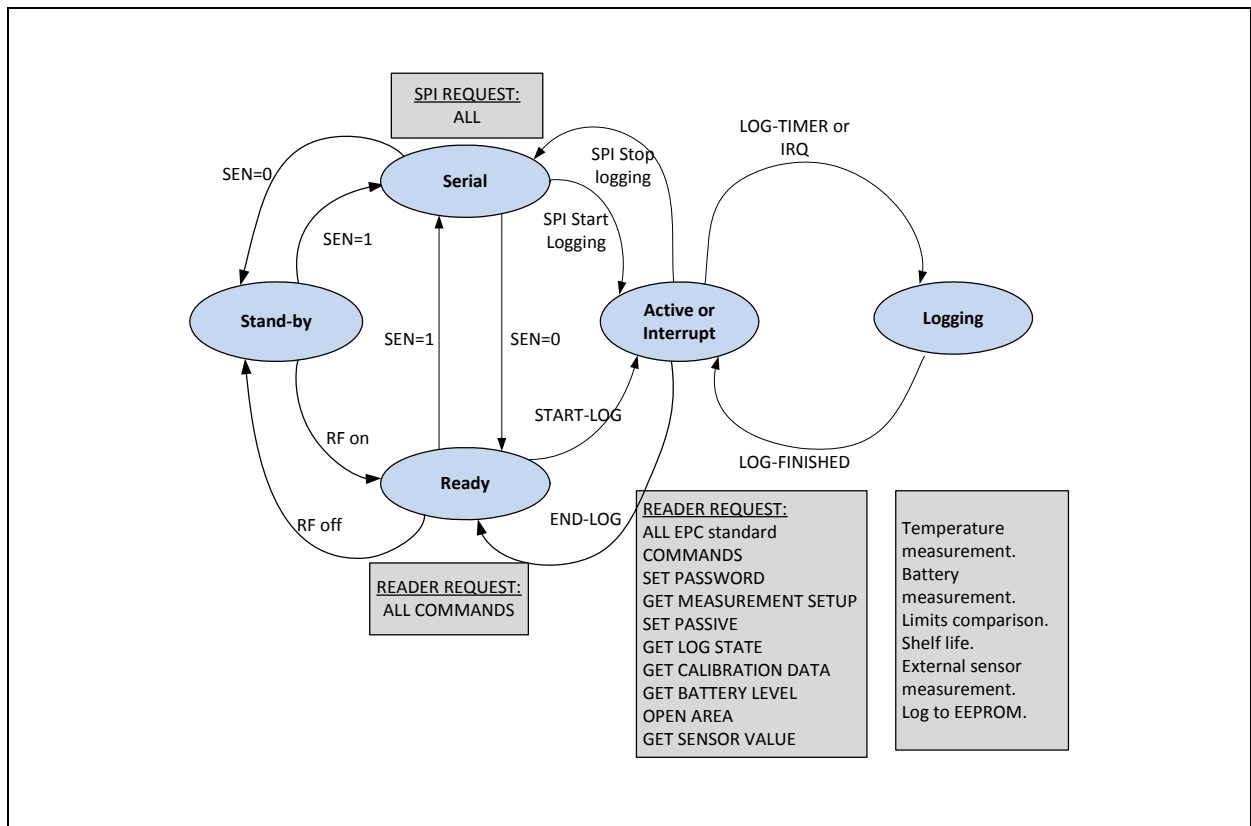 SPI REQUEST:
ALL
LOG-TIMER or
IRQ
SEN=0
Serial
SPI Stop
logging
SPI Start
Logging
SEN=1
Stand-by
SEN=1
SEN=0
Active or
Interrupt
Logging
START-LOG
RF on
LOG-FINISHED
Ready
RF off
END-LOG
READER REQUEST:
ALL COMMANDS
READER REQUEST:
ALL EPC standard
COMMANDS
SET PASSWORD
GET MEASUREMENT SETUP
SET PASSIVE
GET LOG STATE
GET CALIBRATION DATA
GET BATTERY LEVEL
OPEN AREA
GET SENSOR VALUE
Temperature
measurement.
Battery
measurement.
Limits comparison.
Shelf life.
External sensor
measurement.
Log to EEPROM.